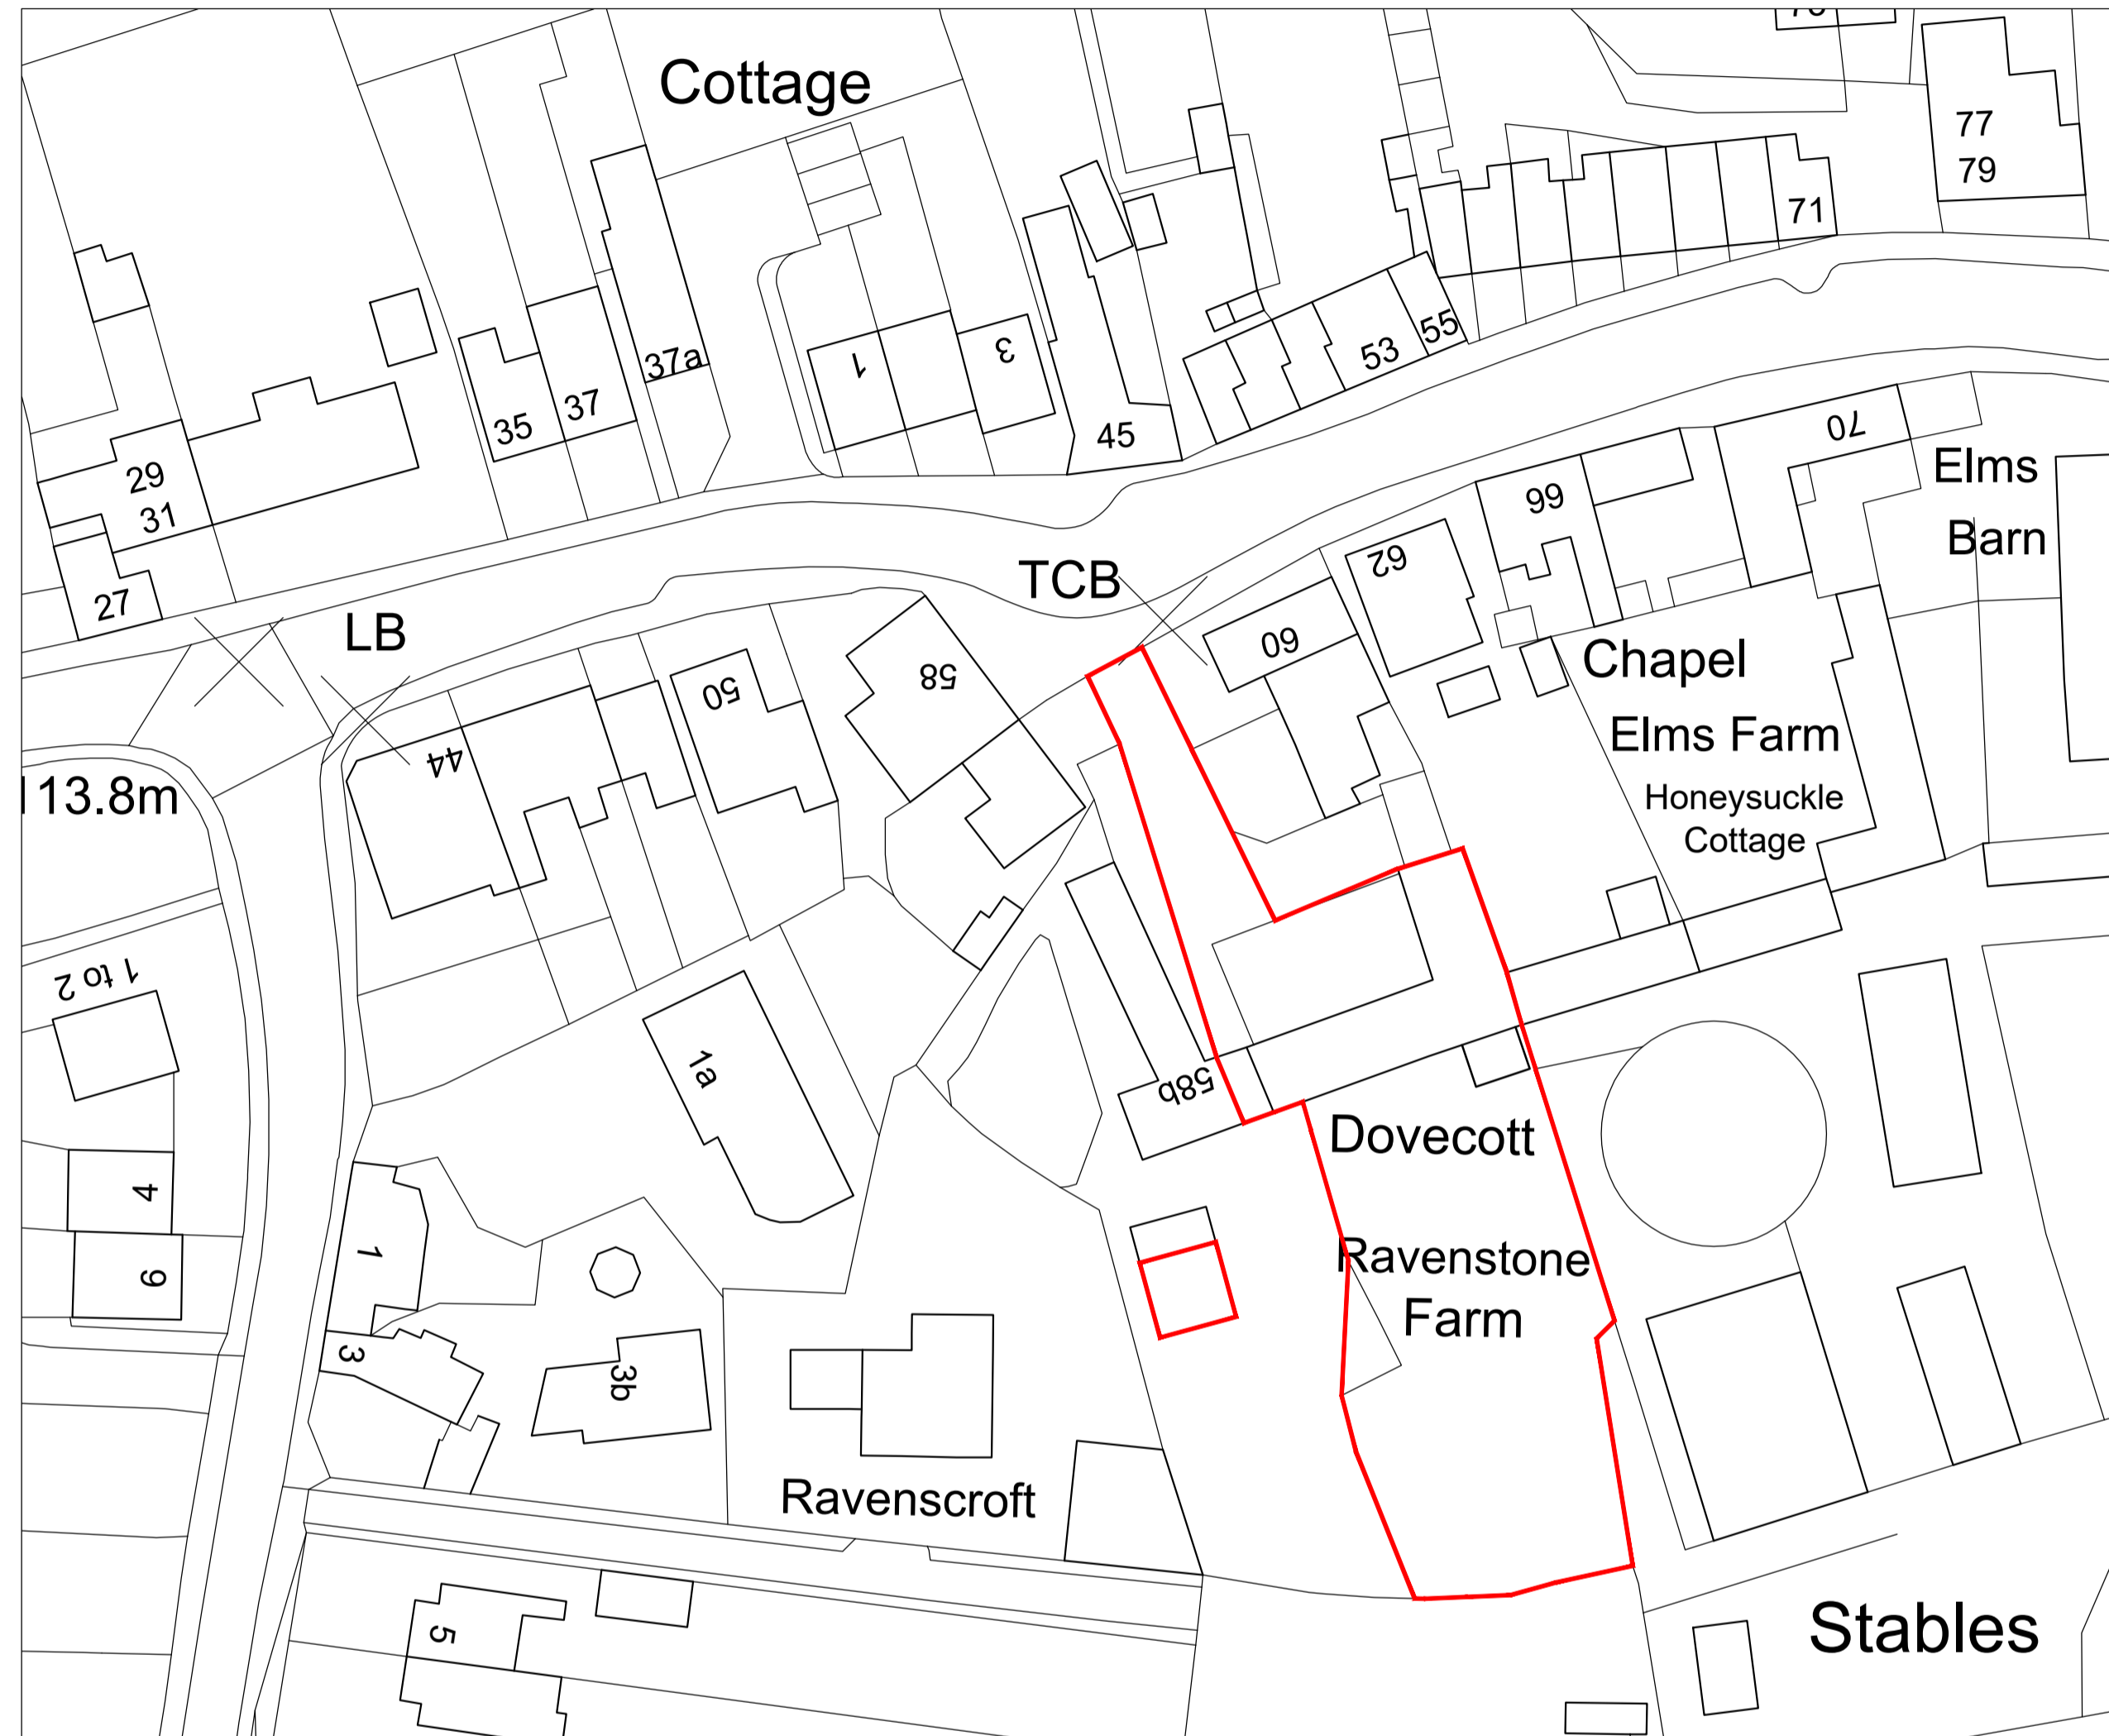 Cottage
77
79
71
55
53
37a
1
3
45
37
35
29
31
27
70
Elms
Barn
66
62
TCB
60
LB
58
50
44
Chapel
Elms Farm
Honeysuckle
Cottage
113.8m
1 to 2
1a
58b
Dovecott
4
1
9
Ravenstone
Farm
3
3b
Ravenscroft
5
Stables